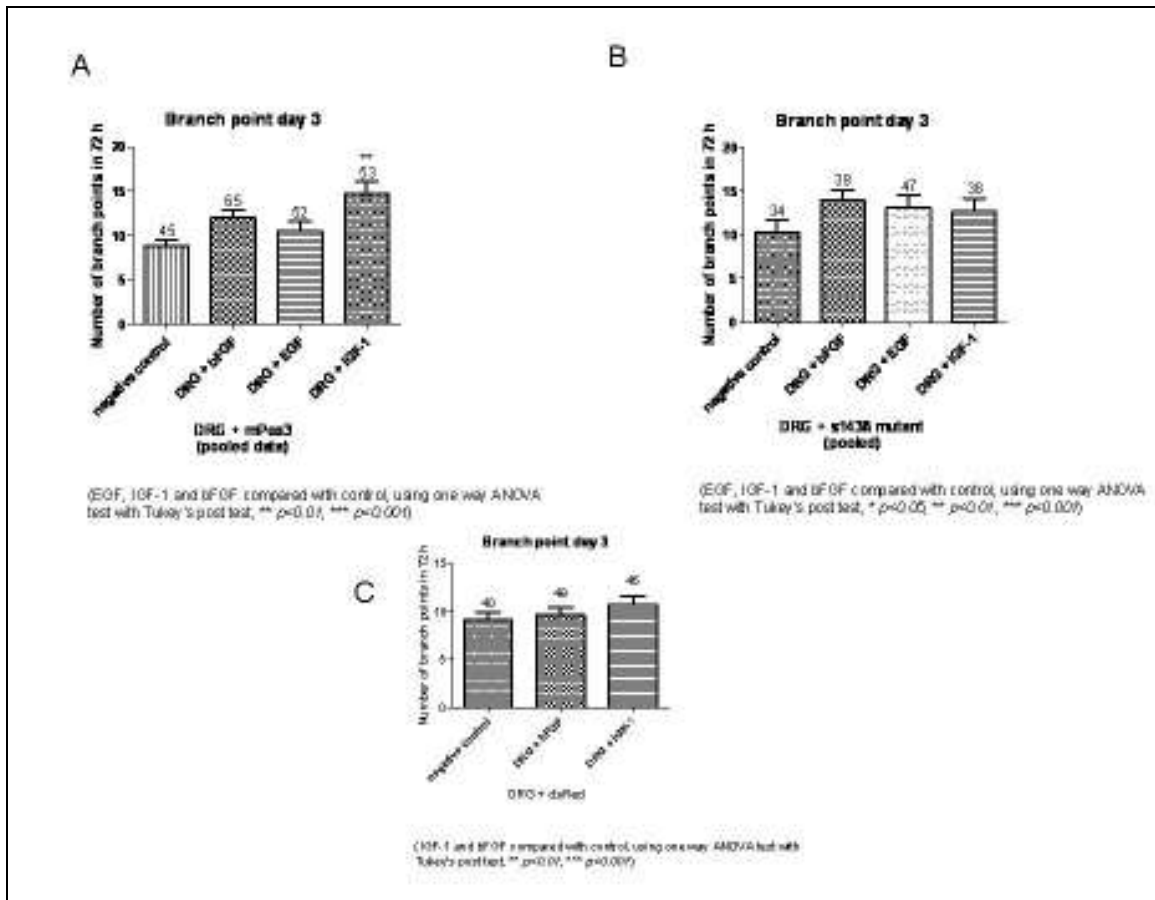 A
Branch point day 3
Number of branch points in 72 h
20
15
10
5
0
45
65
62
**
53
negative control
DRG + bFGF
DRG + EGF
DRG + IGF-1
DRG + mPas3
(pooled data)
(EGF, IGF-1 and bFGF compared with control, using one way ANOVA
test with Tukey's post test, ** p<0.01, *** p<0.001)
B
Branch point day 3
Number of branch points in 72 h
20
15
10
5
0
34
38
47
38
negative control
DRG + bFGF
DRG + EGF
DRG + IGF-1
DRG + s143A mutant
(pooled)
(EGF, IGF-1 and bFGF compared with control, using one way ANOVA
test with Tukey's post test, * p<0.05, ** p<0.01, *** p<0.001)
C
Branch point day 3
Number of branch points in 72 h
15
10
5
0
40
49
45
negative control
DRG + bFGF
DRG + IGF-1
DRG + dsRed
( IGF-1 and bFGF compared with control, using one way ANOVA test with
Tukey's post test, ** p<0.01, *** p<0.001)